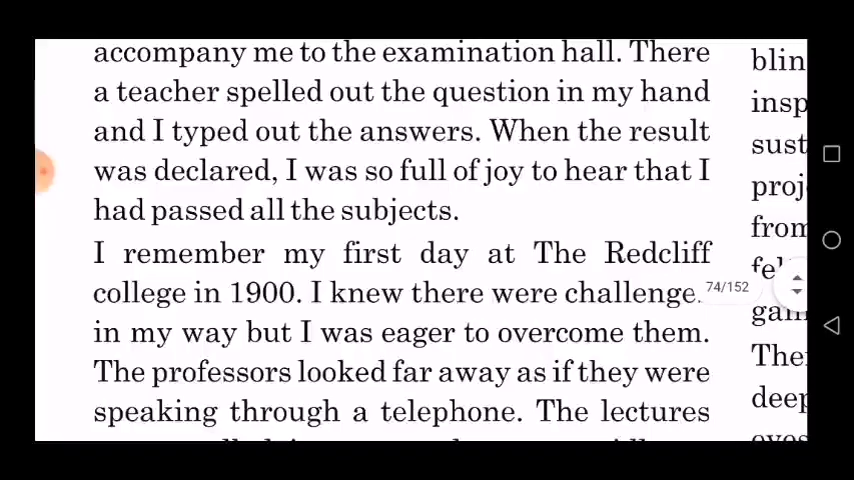 accompany me to the examination hall. There
a teacher spelled out the question in my hand
and I typed out the answers. When the result
was declared, I was so full of joy to hear that I
had passed all the subjects.
I remember my first day at The Redcliff
college in 1900. I knew there were challenge
in my way but I was eager to overcome them.
The professors looked far away as if they were
speaking through a telephone. The lectures
74/152
blin
insp
sust
proj
from
fel
gain
The
deep
eyes